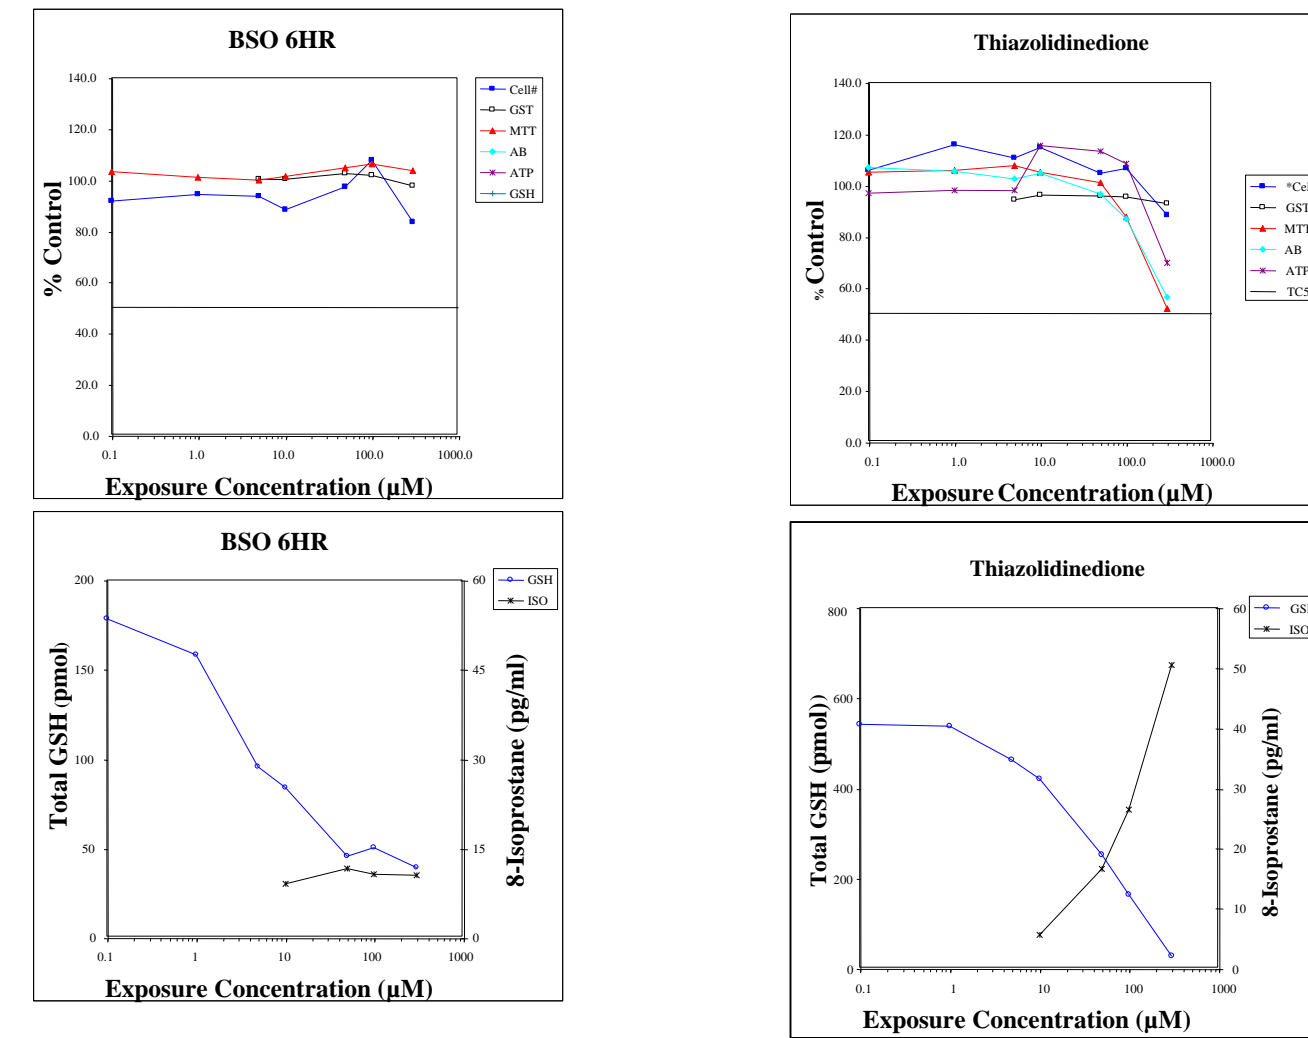 BSO 6HR
140.0
120.0
100.0
80.0
60.0
40.0
20.0
0.0
0.1 1.0 10.0 100.0 1000.0
% Control
Exposure Concentration (µM)
Cell#
GST
MTT
AB
ATP
GSH
Thiazolidinedione
140.0
120.0
100.0
80.0
60.0
40.0
20.0
0.0
0.1 1.0 10.0 100.0 1000.0
% Control
Exposure Concentration (µM)
*Cel
GST
MTT
AB
ATP
TC5
BSO 6HR
200
150
100
50
0
60
45
30
15
0
0.1 1 10 100 1000
Total GSH (pmol)
8-Isoprostane (pg/ml)
Exposure Concentration (µM)
GSH
ISO
Thiazolidinedione
800
600
400
200
0
60
50
40
30
20
10
0
0.1 1 10 100 1000
Total GSH (pmol))
8-Isoprostane (pg/ml)
Exposure Concentration (µM)
GS
ISO